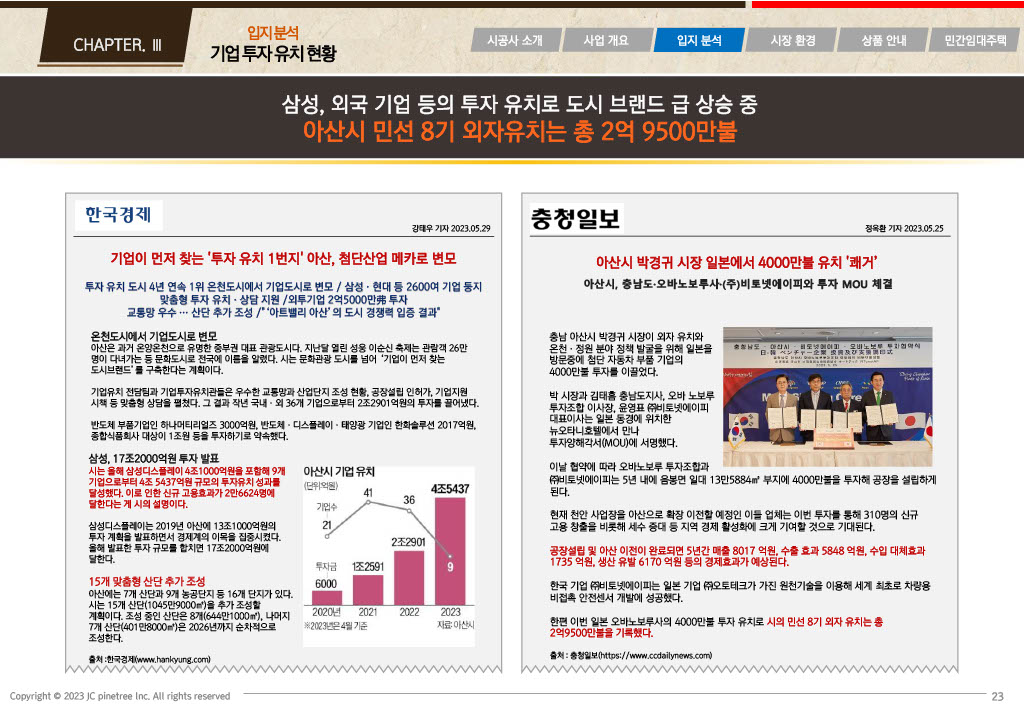 CHAPTER. Ⅲ
입지 분석
기업 투자 유치 현황
시공사 소개
사업 개요
입지 분석
시장 환경
상품 안내
민간임대주택
삼성, 외국 기업 등의 투자 유치로 도시 브랜드 급 상승 중
아산시 민선 8기 외자유치는 총 2억 9500만불
한국경제
강태우 기자 2023.05.29
기업이 먼저 찾는 '투자 유치 1번지' 아산, 첨단산업 메카로 변모
투자 유치 도시 4년 연속 1위 온천도시에서 기업도시로 변모 / 삼성·현대 등 2600여 기업 둥지
맞춤형 투자 유치·상담 지원 /외투기업 2억5000만弗 투자
교통망 우수 … 산단 추가 조성 /"‘아트밸리 아산’의 도시 경쟁력 입증 결과"
온천도시에서 기업도시로 변모
아산은 과거 온양온천으로 유명한 중부권 대표 관광도시다. 지난달 열린 성웅 이순신 축제는 관람객 26만
명이 다녀가는 등 문화도시로 전국에 이름을 알렸다. 시는 문화관광 도시를 넘어 ‘기업이 먼저 찾는
도시브랜드’를 구축한다는 계획이다.
기업유치 전담팀과 기업투자유치관들은 우수한 교통망과 산업단지 조성 현황, 공장설립 인허가, 기업지원
시책 등 맞춤형 상담을 펼쳤다. 그 결과 작년 국내·외 36개 기업으로부터 2조2901억원의 투자를 끌어냈다.
반도체 부품기업인 하나머티리얼즈 3000억원, 반도체·디스플레이·태양광 기업인 한화솔루션 2017억원,
종합식품회사 대상이 1조원 등을 투자하기로 약속했다.
삼성, 17조2000억원 투자 발표
시는 올해 삼성디스플레이 4조1000억원을 포함해 9개
기업으로부터 4조 5437억원 규모의 투자유치 성과를
달성했다. 이로 인한 신규 고용효과가 2만6624명에
달한다는 게 시의 설명이다.
삼성디스플레이는 2019년 아산에 13조1000억원의
투자 계획을 발표하면서 경제계의 이목을 집중시켰다.
올해 발표한 투자 규모를 합치면 17조2000억원에
달한다.
15개 맞춤형 산단 추가 조성
아산에는 7개 산단과 9개 농공단지 등 16개 단지가 있다.
시는 15개 산단(1045만9000㎡)을 추가 조성할
계획이다. 조성 중인 산단은 8개(644만1000㎡), 나머지
7개 산단(401만8000㎡)은 2026년까지 순차적으로
조성한다.
출처 :한국경제(www.hankyung.com)
아산시 기업 유치
(단위:억원)
기업수
21
41
36
9
투자금
6000
1조2591
2조2901
4조5437
2020년
2021
2022
2023
※2023년은 4월 기준
자료:아산시
충청일보
정옥환 기자 2023.05.25
아산시 박경귀 시장 일본에서 4000만불 유치 ‘쾌거’
아산시, 충남도·오바노보루사·(주)비토넷에이피와 투자 MOU 체결
충남 아산시 박경귀 시장이 외자 유치와
온천·정원 분야 정책 발굴을 위해 일본을
방문중에 첨단 자동차 부품 기업의
4000만불 투자를 이끌었다.
박 시장과 김태흠 충남도지사, 오바 노보루
투자조합 이사장, 윤영표 ㈜비토넷에이피
대표이사는 일본 동경에 위치한
뉴오타니호텔에서 만나
투자양해각서(MOU)에 서명했다.
이날 협약에 따라 오바노보루 투자조합과
㈜비토넷에이피는 5년 내에 음봉면 일대 13만5884㎡ 부지에 4000만불을 투자해 공장을 설립하게
된다.
현재 천안 사업장을 아산으로 확장 이전할 예정인 이들 업체는 이번 투자를 통해 310명의 신규
고용 창출을 비롯해 세수 증대 등 지역 경제 활성화에 크게 기여할 것으로 기대된다.
공장설립 및 아산 이전이 완료되면 5년간 매출 8017 억원, 수출 효과 5848 억원, 수입 대체효과
1735 억원, 생산 유발 6170 억원 등의 경제효과가 예상된다.
한국 기업 ㈜비토넷에이피는 일본 기업 ㈜오토테크가 가진 원천기술을 이용해 세계 최초로 차량용
비접촉 안전센서 개발에 성공했다.
한편 이번 일본 오바노보루사의 4000만불 투자 유치로 시의 민선 8기 외자 유치는 총
2억9500만불을 기록했다.
출처 : 충청일보(https://www.ccdailynews.com)
충청남도 · 아산시 · 비토넷에이피 · 오바노보루 투자협약식
Copyright © 2023 JC pinetree Inc. All rights reserved
23